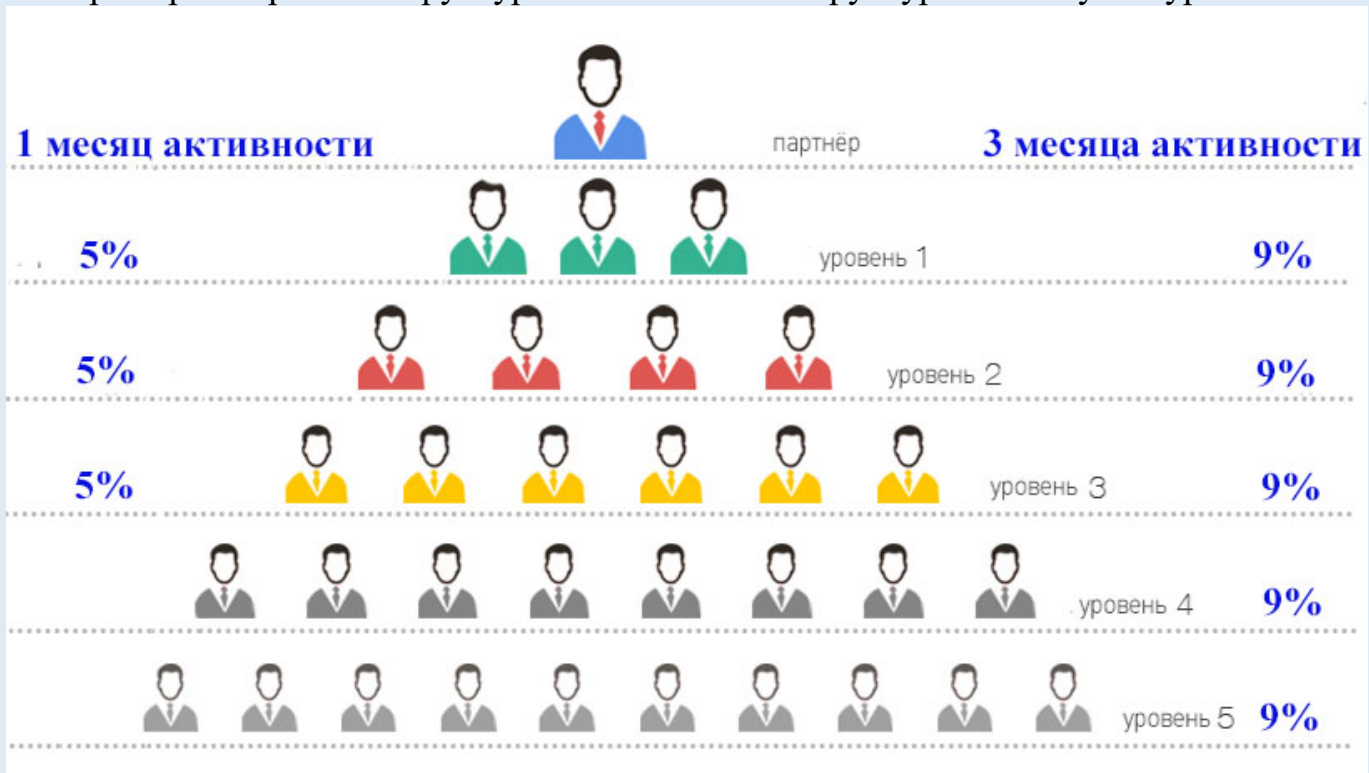 1 месяц активности партнёр 3 месяца активности
5% уровень 1 9%
5% уровень 2 9%
5% уровень 3 9%
уровень 4 9%
уровень 5 9%